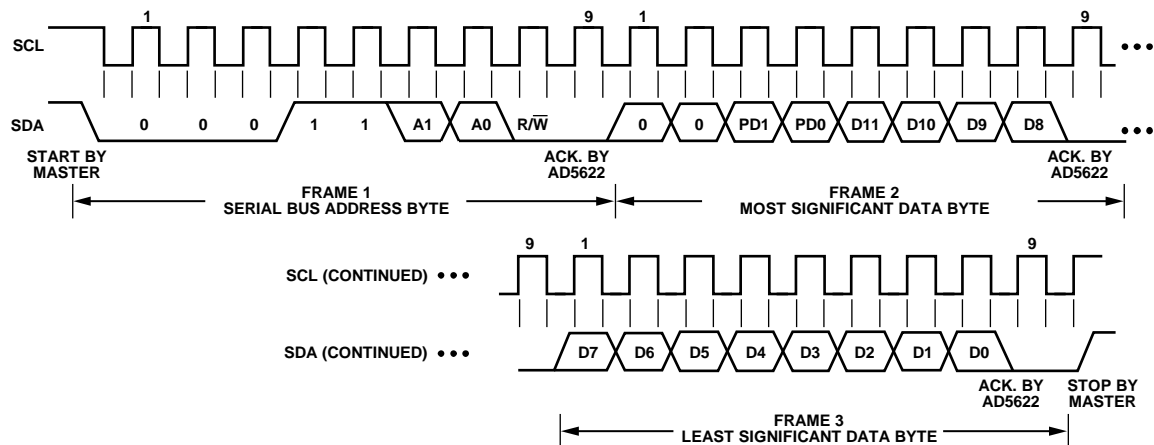 1 9 1 9
SCL
SDA
0 0 0 1 1 A1 A0 R/W̅ 0 0 PD1 PD0 D11 D10 D9 D8
START BY
MASTER
ACK. BY
AD5622
ACK. BY
AD5622
FRAME 1
SERIAL BUS ADDRESS BYTE
FRAME 2
MOST SIGNIFICANT DATA BYTE
9 1 9
SCL (CONTINUED)
SDA (CONTINUED)
D7 D6 D5 D4 D3 D2 D1 D0
ACK. BY
AD5622
STOP BY
MASTER
FRAME 3
LEAST SIGNIFICANT DATA BYTE